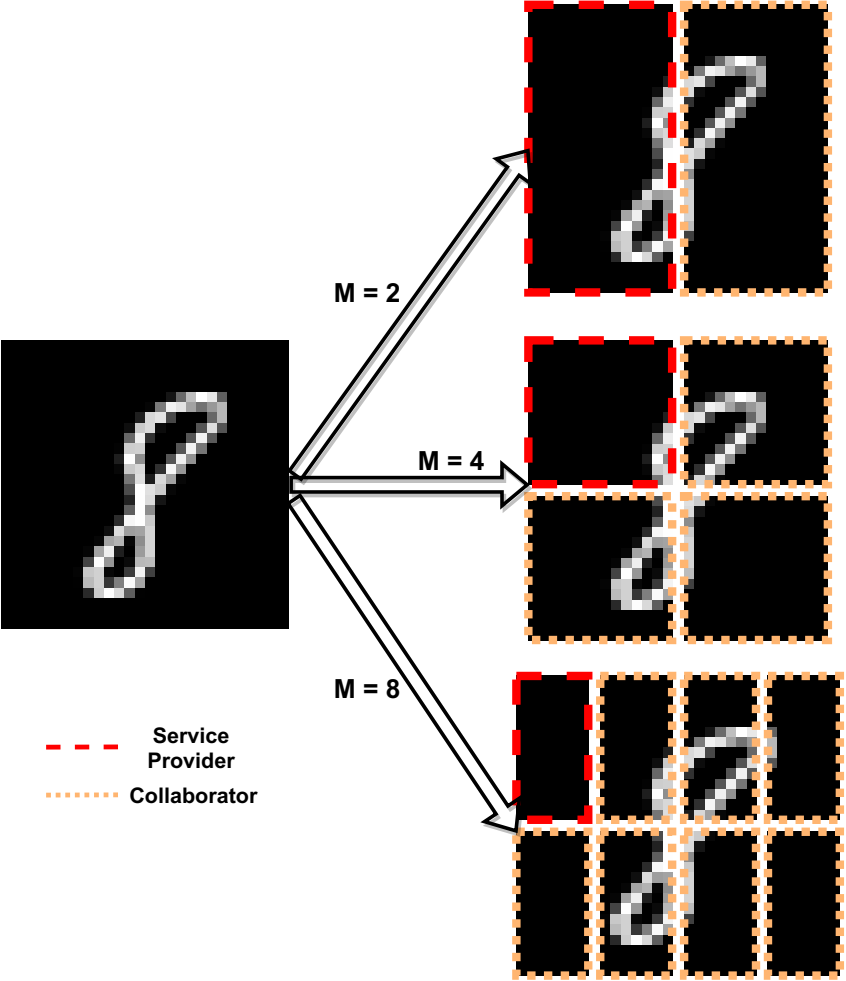 M = 2
M = 4
M = 8
Service
Provider
Collaborator